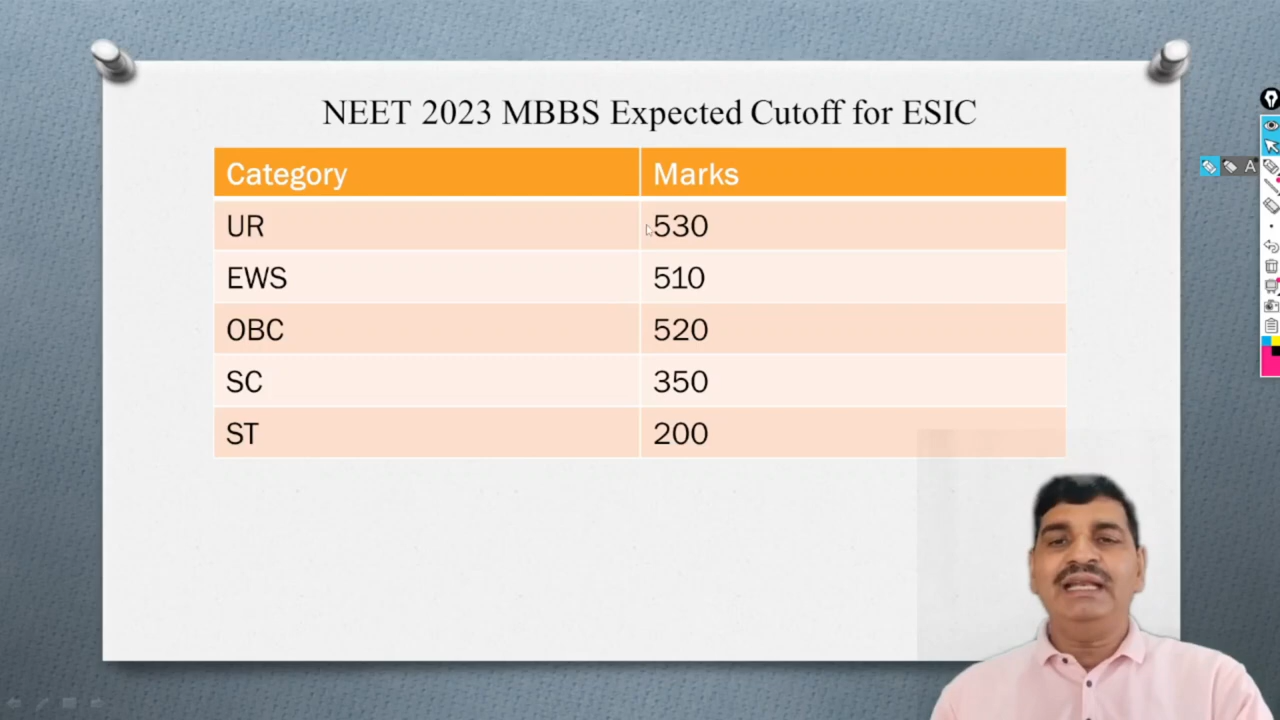 NEET 2023 MBBS Expected Cutoff for ESIC
Category Marks
UR 530
EWS 510
OBC 520
SC 350
ST 200
A